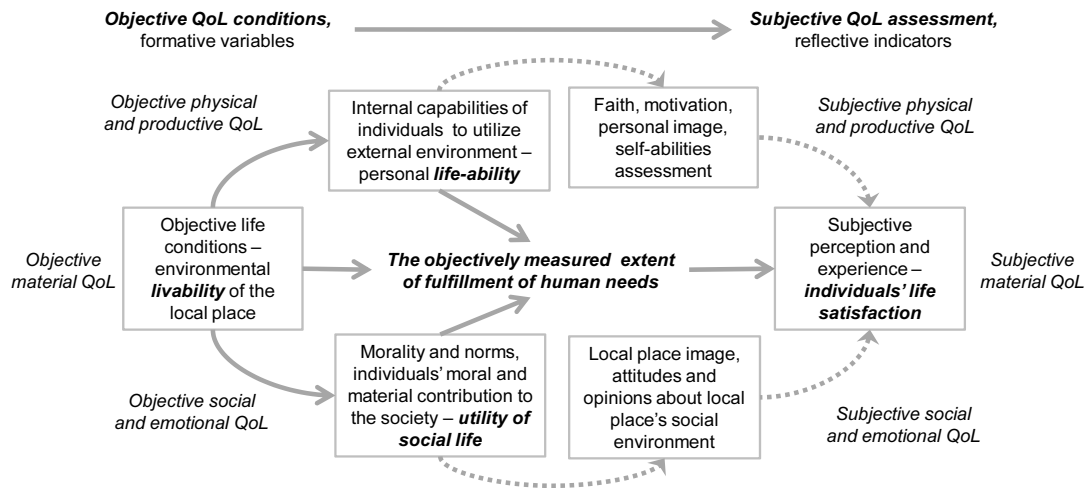 Objective QoL conditions,
formative variables
Subjective QoL assessment,
reflective indicators
Objective physical
and productive QoL
Internal capabilities of
individuals to utilize
external environment –
personal life-ability
Faith, motivation,
personal image,
self-abilities
assessment
Subjective physical
and productive QoL
Objective
material QoL
Objective life
conditions –
environmental
livability of the
local place
The objectively measured extent
of fulfillment of human needs
Subjective
perception and
experience –
individuals' life
satisfaction
Subjective
material QoL
Objective social
and emotional QoL
Morality and norms,
individuals' moral and
material contribution to
the society – utility of
social life
Local place image,
attitudes and
opinions about local
place's social
environment
Subjective social
and emotional QoL